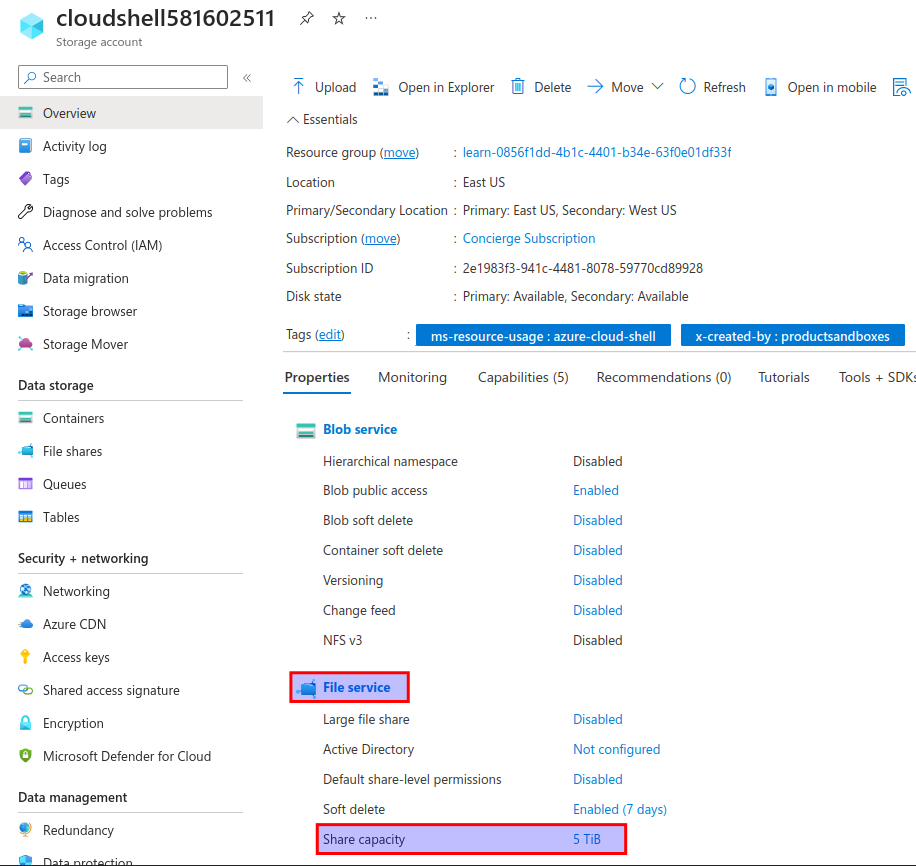 cloudshell581602511
Storage account
Search
Overview
Activity log
Tags
Diagnose and solve problems
Access Control (IAM)
Data migration
Storage browser
Storage Mover
Data storage
Containers
File shares
Queues
Tables
Security + networking
Networking
Azure CDN
Access keys
Shared access signature
Encryption
Microsoft Defender for Cloud
Data management
Redundancy
Data protection
Upload Open in Explorer Delete Move Refresh Open in mobile
Essentials
Resource group (move) : learn-0856f1dd-4b1c-4401-b34e-63f0e01df33f
Location : East US
Primary/Secondary Location : Primary: East US, Secondary: West US
Subscription (move) : Concierge Subscription
Subscription ID : 2e1983f3-941c-4481-8078-59770cd89928
Disk state : Primary: Available, Secondary: Available
Tags (edit) : ms-resource-usage : azure-cloud-shell x-created-by : productsandboxes
Properties Monitoring Capabilities (5) Recommendations (0) Tutorials Tools + SDKs
Blob service
Hierarchical namespace Disabled
Blob public access Enabled
Blob soft delete Disabled
Container soft delete Disabled
Versioning Disabled
Change feed Disabled
NFS v3 Disabled
File service
Large file share Disabled
Active Directory Not configured
Default share-level permissions Disabled
Soft delete Enabled (7 days)
Share capacity 5 TiB